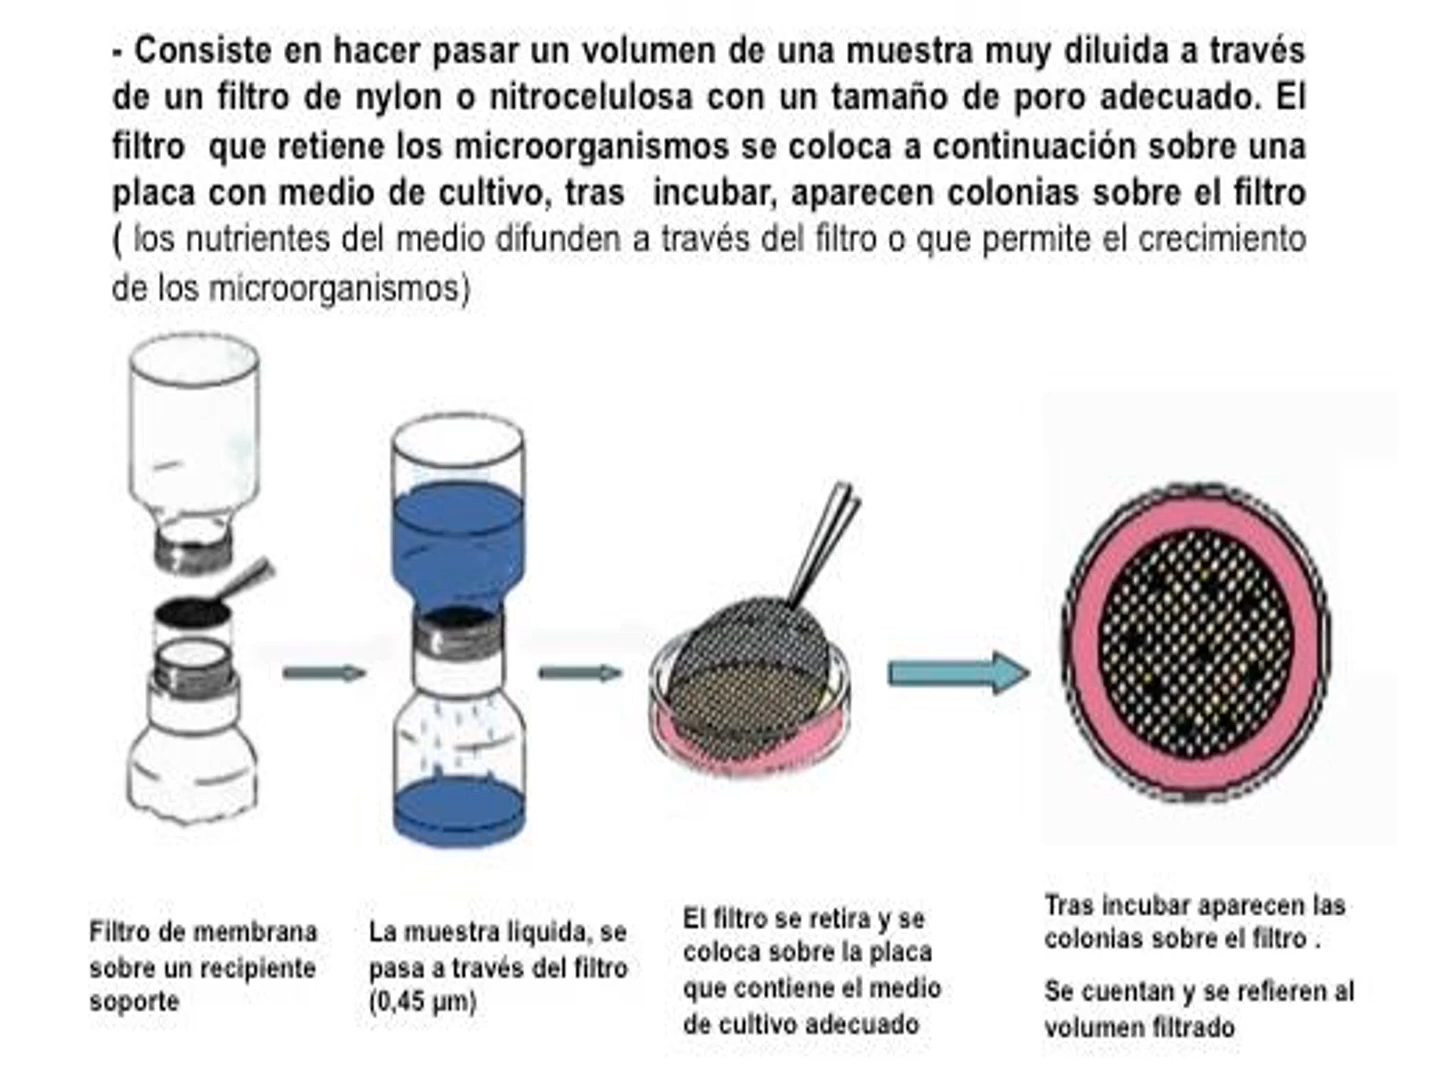 - Consiste en hacer pasar un volumen de una muestra muy diluida a través
de un filtro de nylon o nitrocelulosa con un tamaño de poro adecuado. El
filtro que retiene los microorganismos se coloca a continuación sobre una
placa con medio de cultivo, tras incubar, aparecen colonias sobre el filtro
( los nutrientes del medio difunden a través del filtro o que permite el crecimiento
de los microorganismos)
Filtro de membrana
sobre un recipiente
soporte
La muestra liquida, se
pasa a través del filtro
(0,45 µm)
El filtro se retira y se
coloca sobre la placa
que contiene el medio
de cultivo adecuado
Tras incubar aparecen las
colonias sobre el filtro .
Se cuentan y se refieren al
volumen filtrado